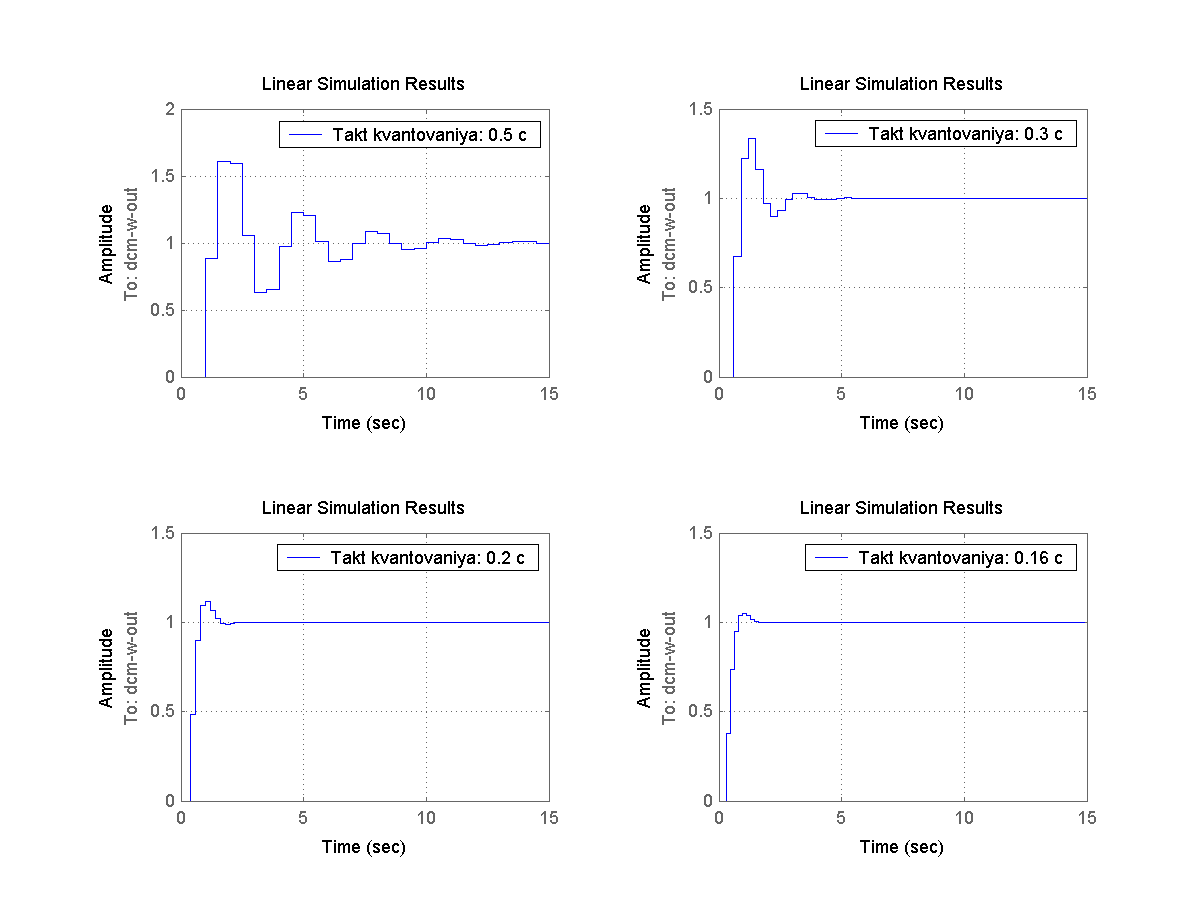 Linear Simulation Results
2
1.5
1
0.5
0
Takt kvantovaniya: 0.5 c
Amplitude
To: dcm-w-out
0 5 10 15
Time (sec)
Linear Simulation Results
1.5
1
0.5
0
Takt kvantovaniya: 0.3 c
Amplitude
To: dcm-w-out
0 5 10 15
Time (sec)
Linear Simulation Results
1.5
1
0.5
0
Takt kvantovaniya: 0.2 c
Amplitude
To: dcm-w-out
0 5 10 15
Time (sec)
Linear Simulation Results
1.5
1
0.5
0
Takt kvantovaniya: 0.16 c
Amplitude
To: dcm-w-out
0 5 10 15
Time (sec)